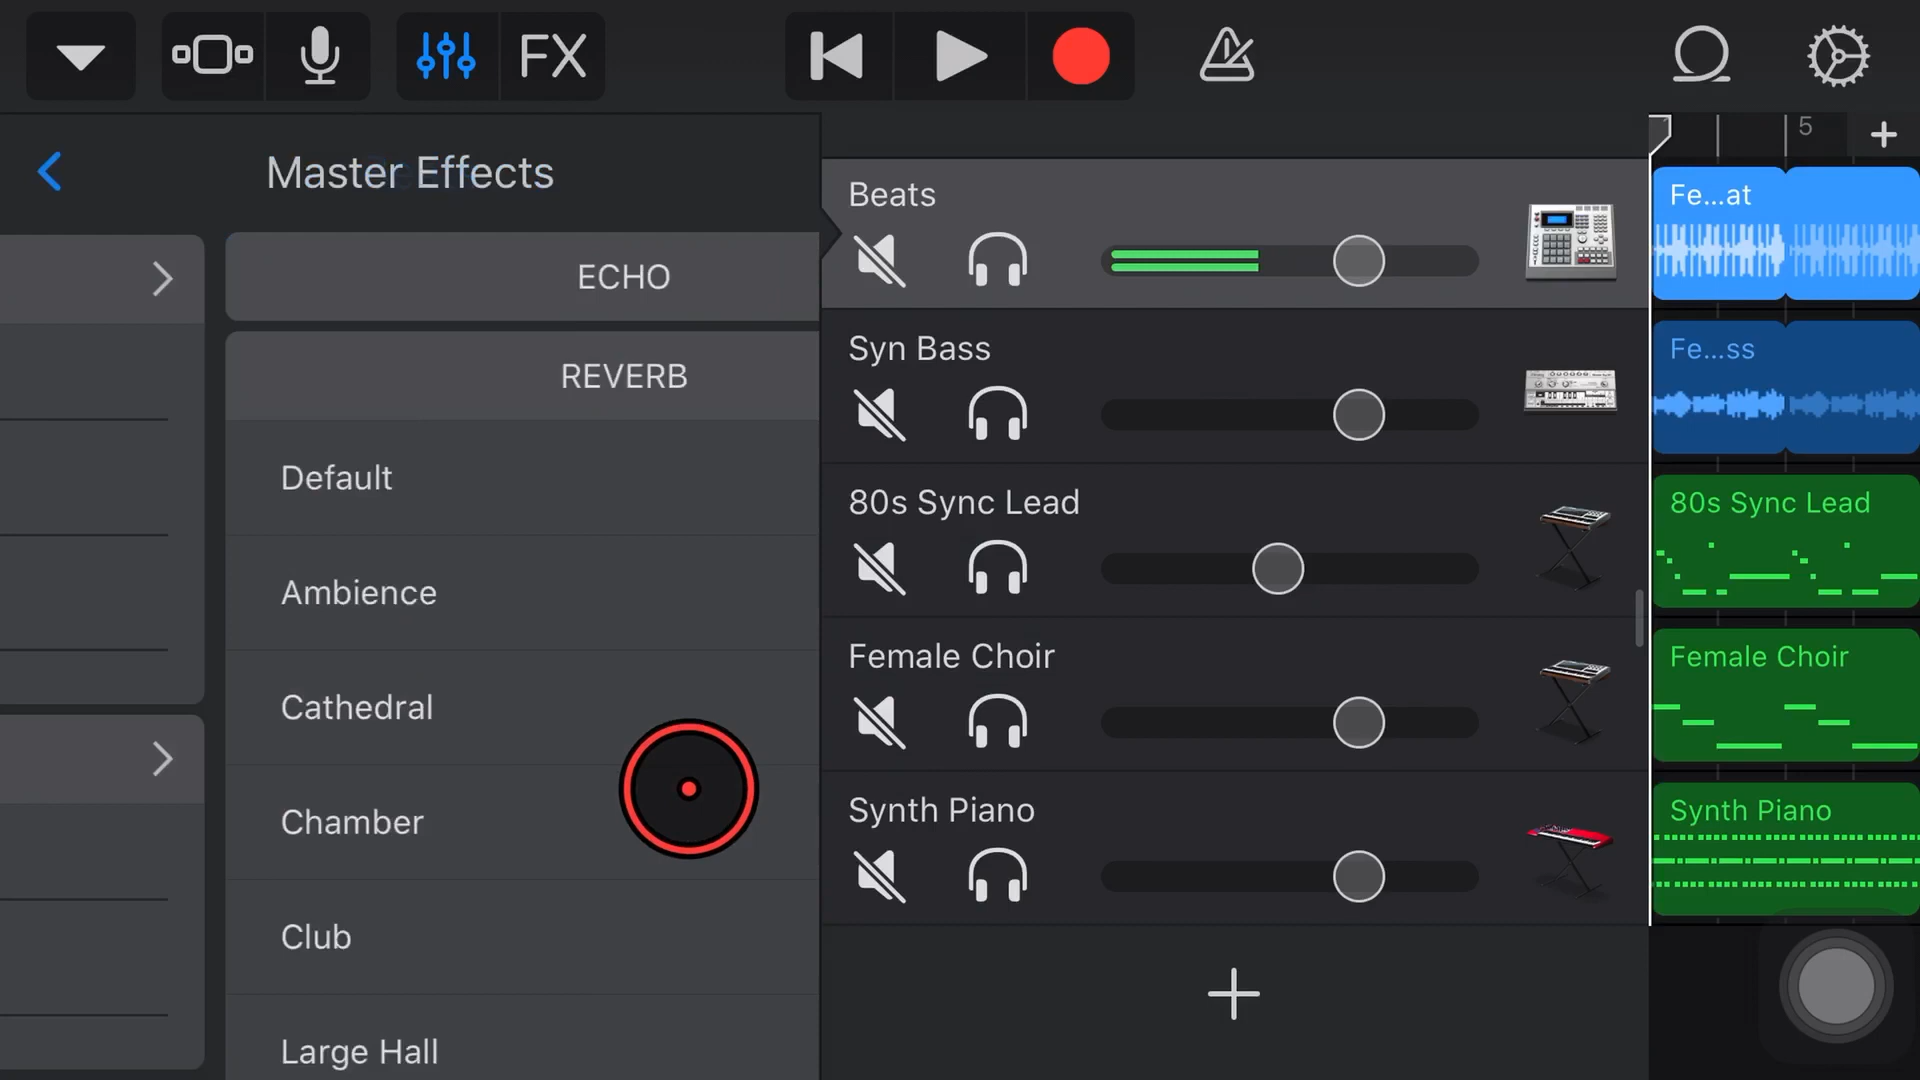 FX
Master Effects
ECHO
REVERB
Default
Ambience
Cathedral
Chamber
Club
Large Hall
Beats
Syn Bass
80s Sync Lead
Female Choir
Synth Piano
5
Fe...at
Fe...ss
80s Sync Lead
Female Choir
Synth Piano